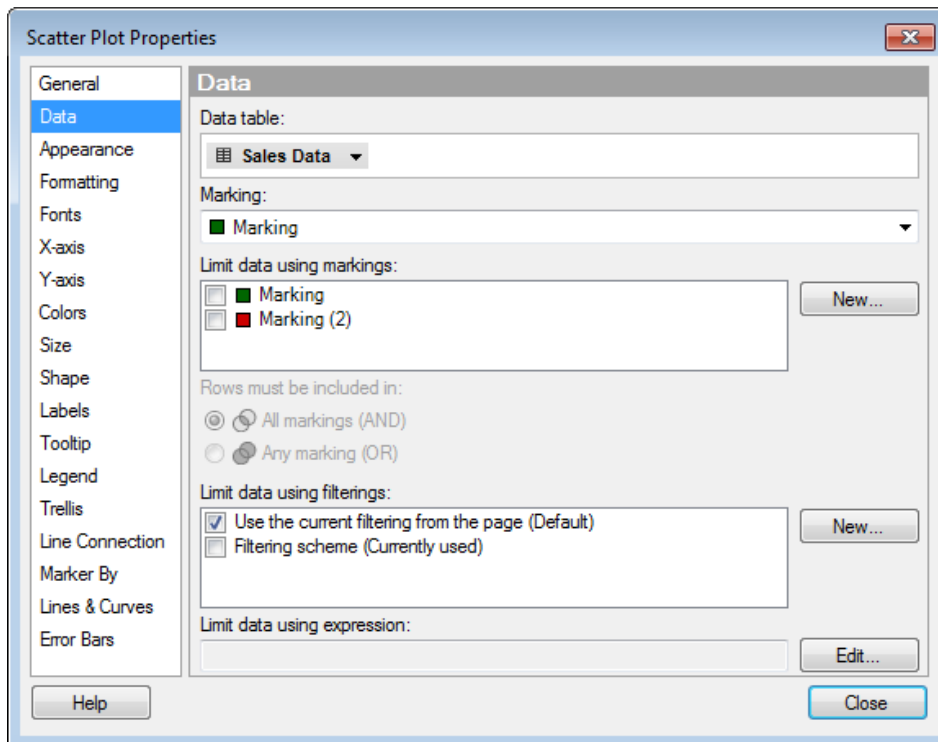 Scatter Plot Properties
General
Data
Appearance
Formatting
Fonts
X-axis
Y-axis
Colors
Size
Shape
Labels
Tooltip
Legend
Trellis
Line Connection
Marker By
Lines & Curves
Error Bars
Data
Data table:
Sales Data
Marking:
Marking
Limit data using markings:
Marking
Marking (2)
New...
Rows must be included in:
All markings (AND)
Any marking (OR)
Limit data using filterings:
Use the current filtering from the page (Default)
Filtering scheme (Currently used)
New...
Limit data using expression:
Edit...
Help
Close